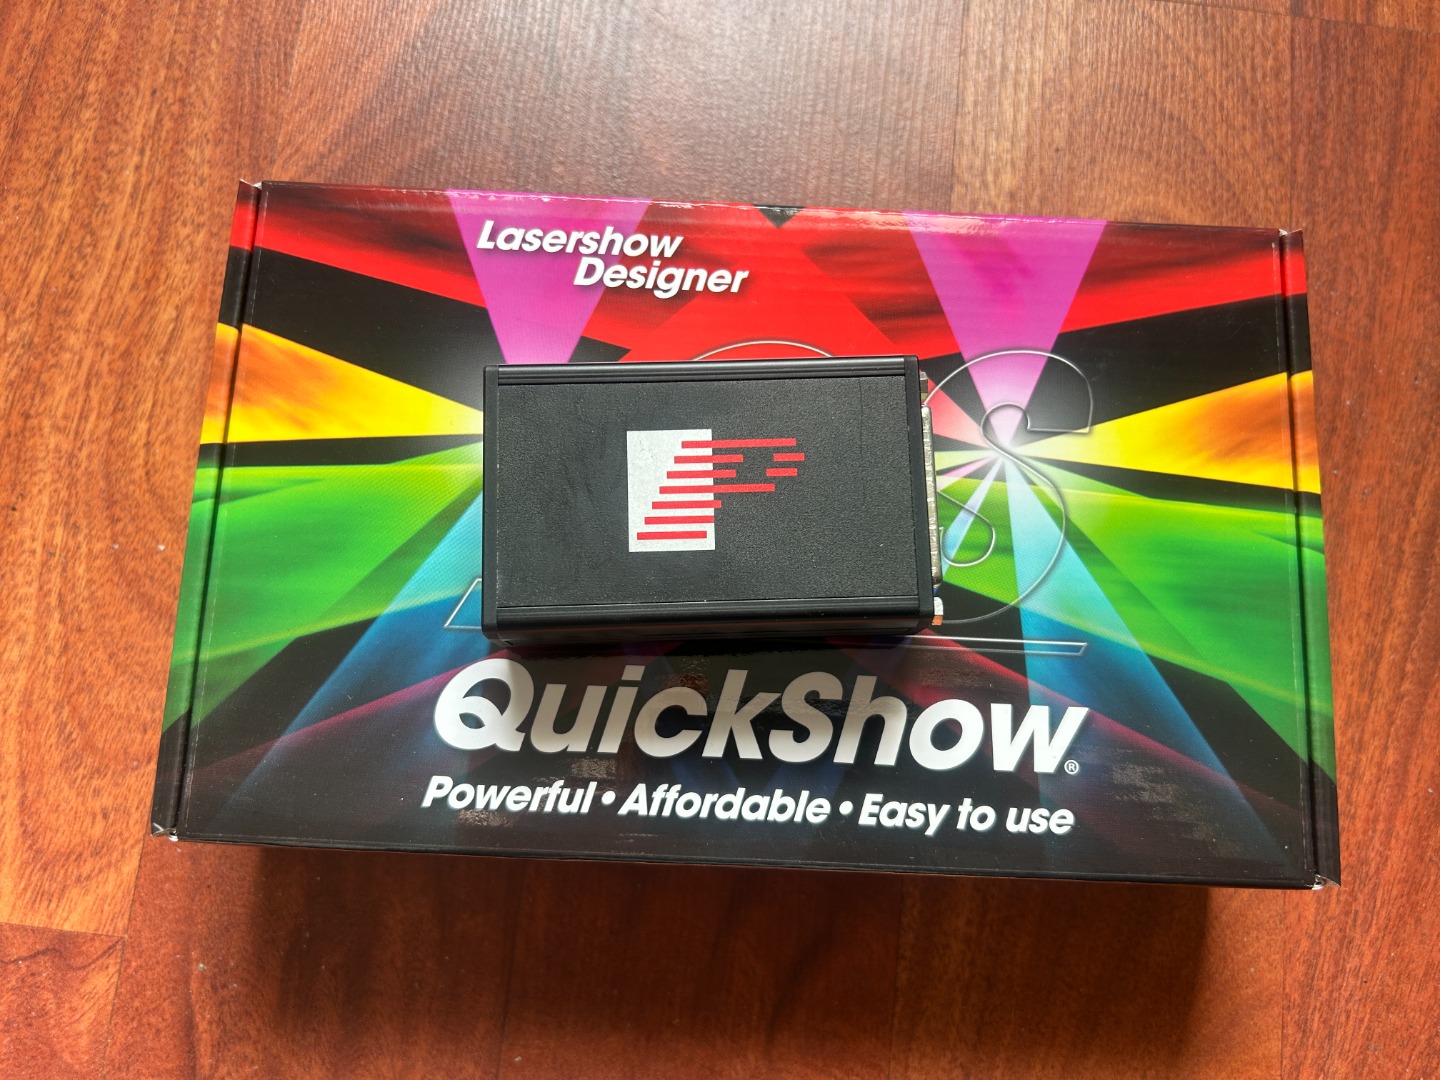 Lasershow
Designer
QuickShow®
Powerful • Affordable • Easy to use